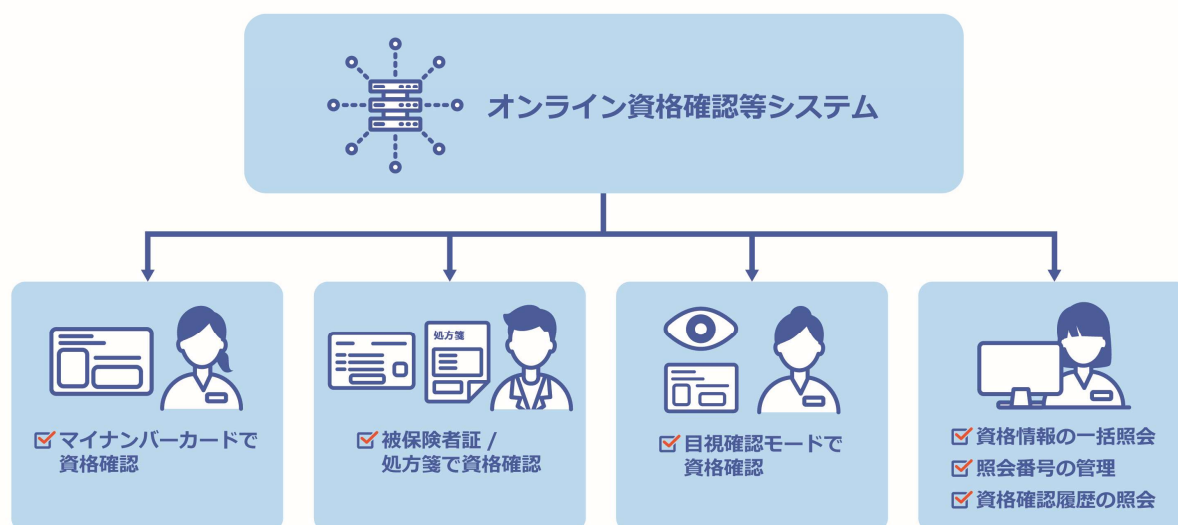 オンライン資格確認等システム
マイナンバーカードで
資格確認
処方箋
被保険者証 /
処方箋で資格確認
目視確認モードで
資格確認
資格情報の一括照会
照会番号の管理
資格確認履歴の照会